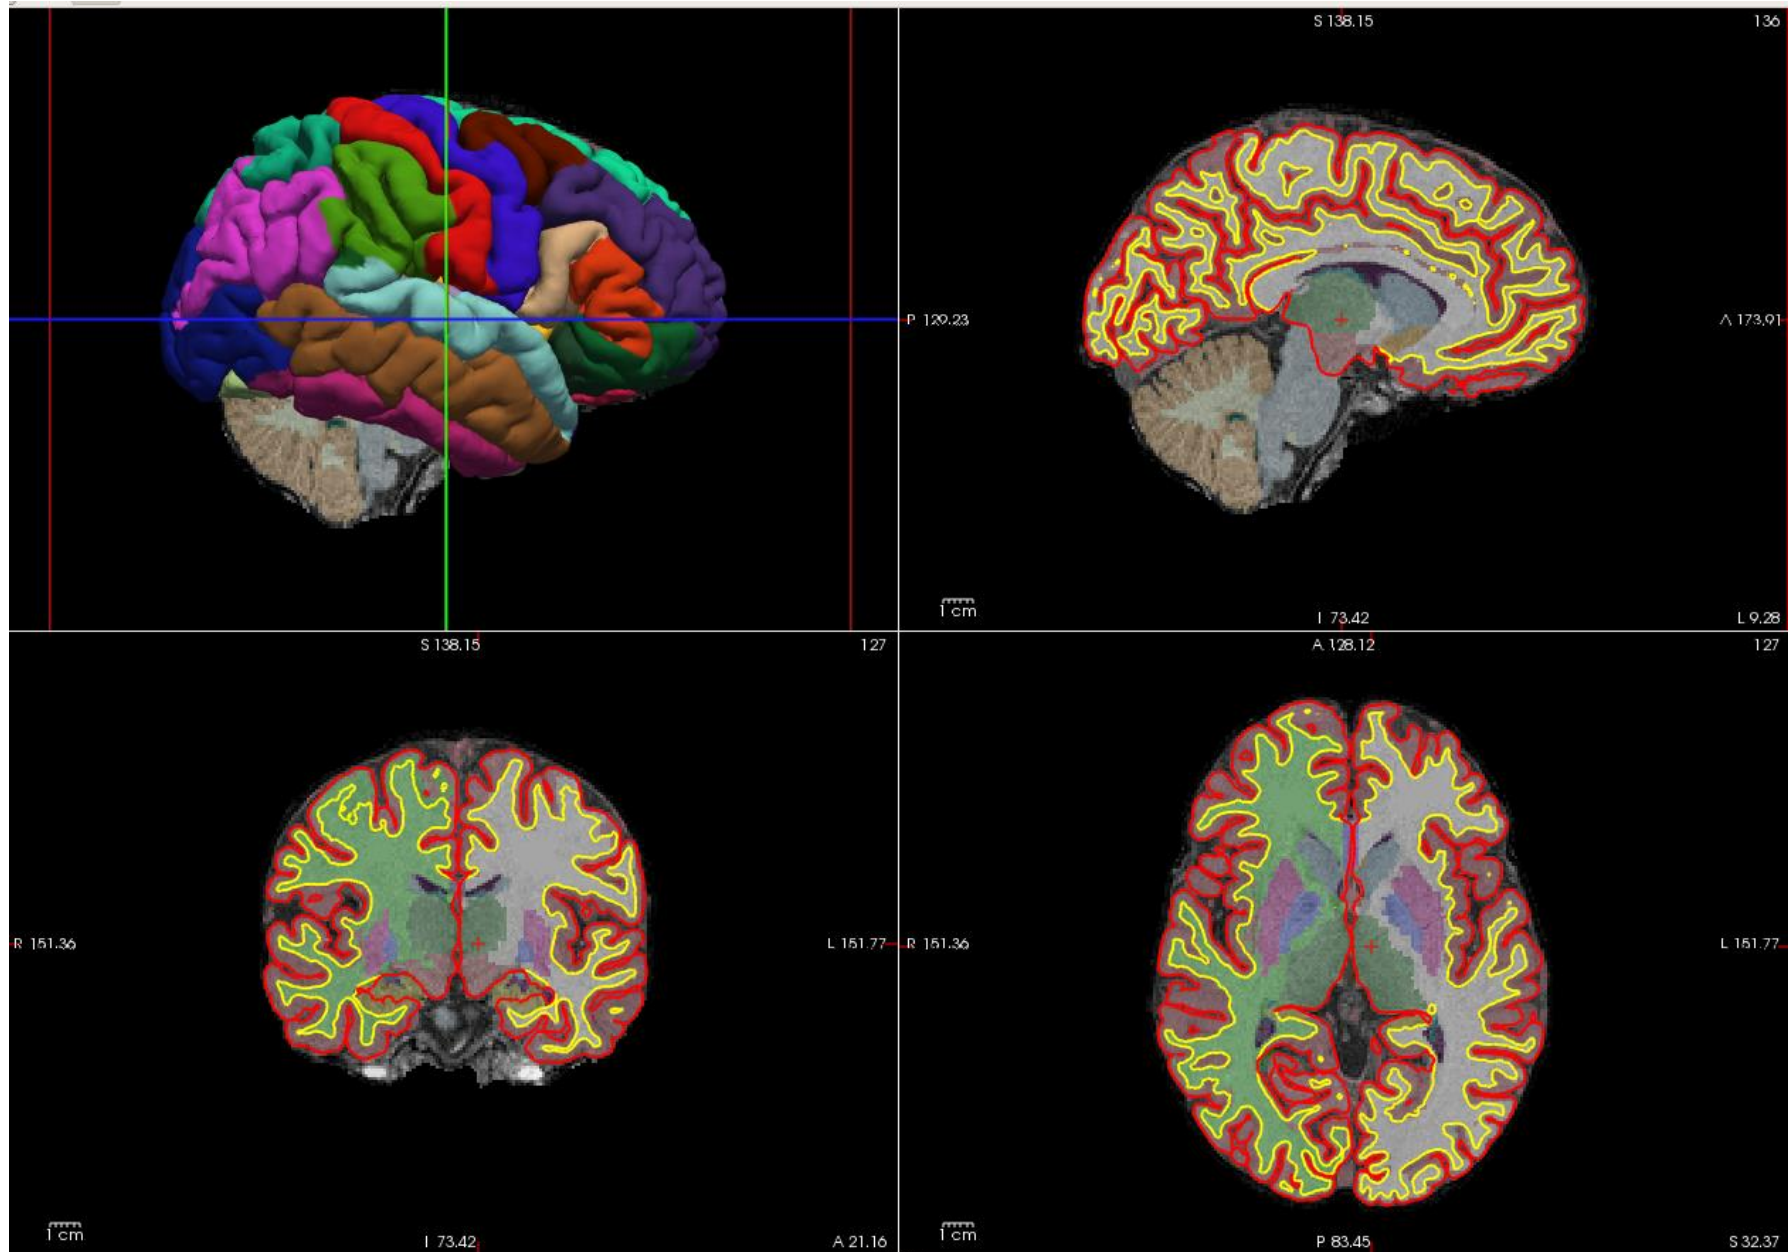 S 138.15
136
P 129.23
A 173.91
1 cm
I 73.42
L 9.28
S 138.15
127
R 151.36
L 151.77
1 cm
I 73.42
A 21.16
A 128.12
127
R 151.36
L 151.77
1 cm
P 83.45
S 32.37